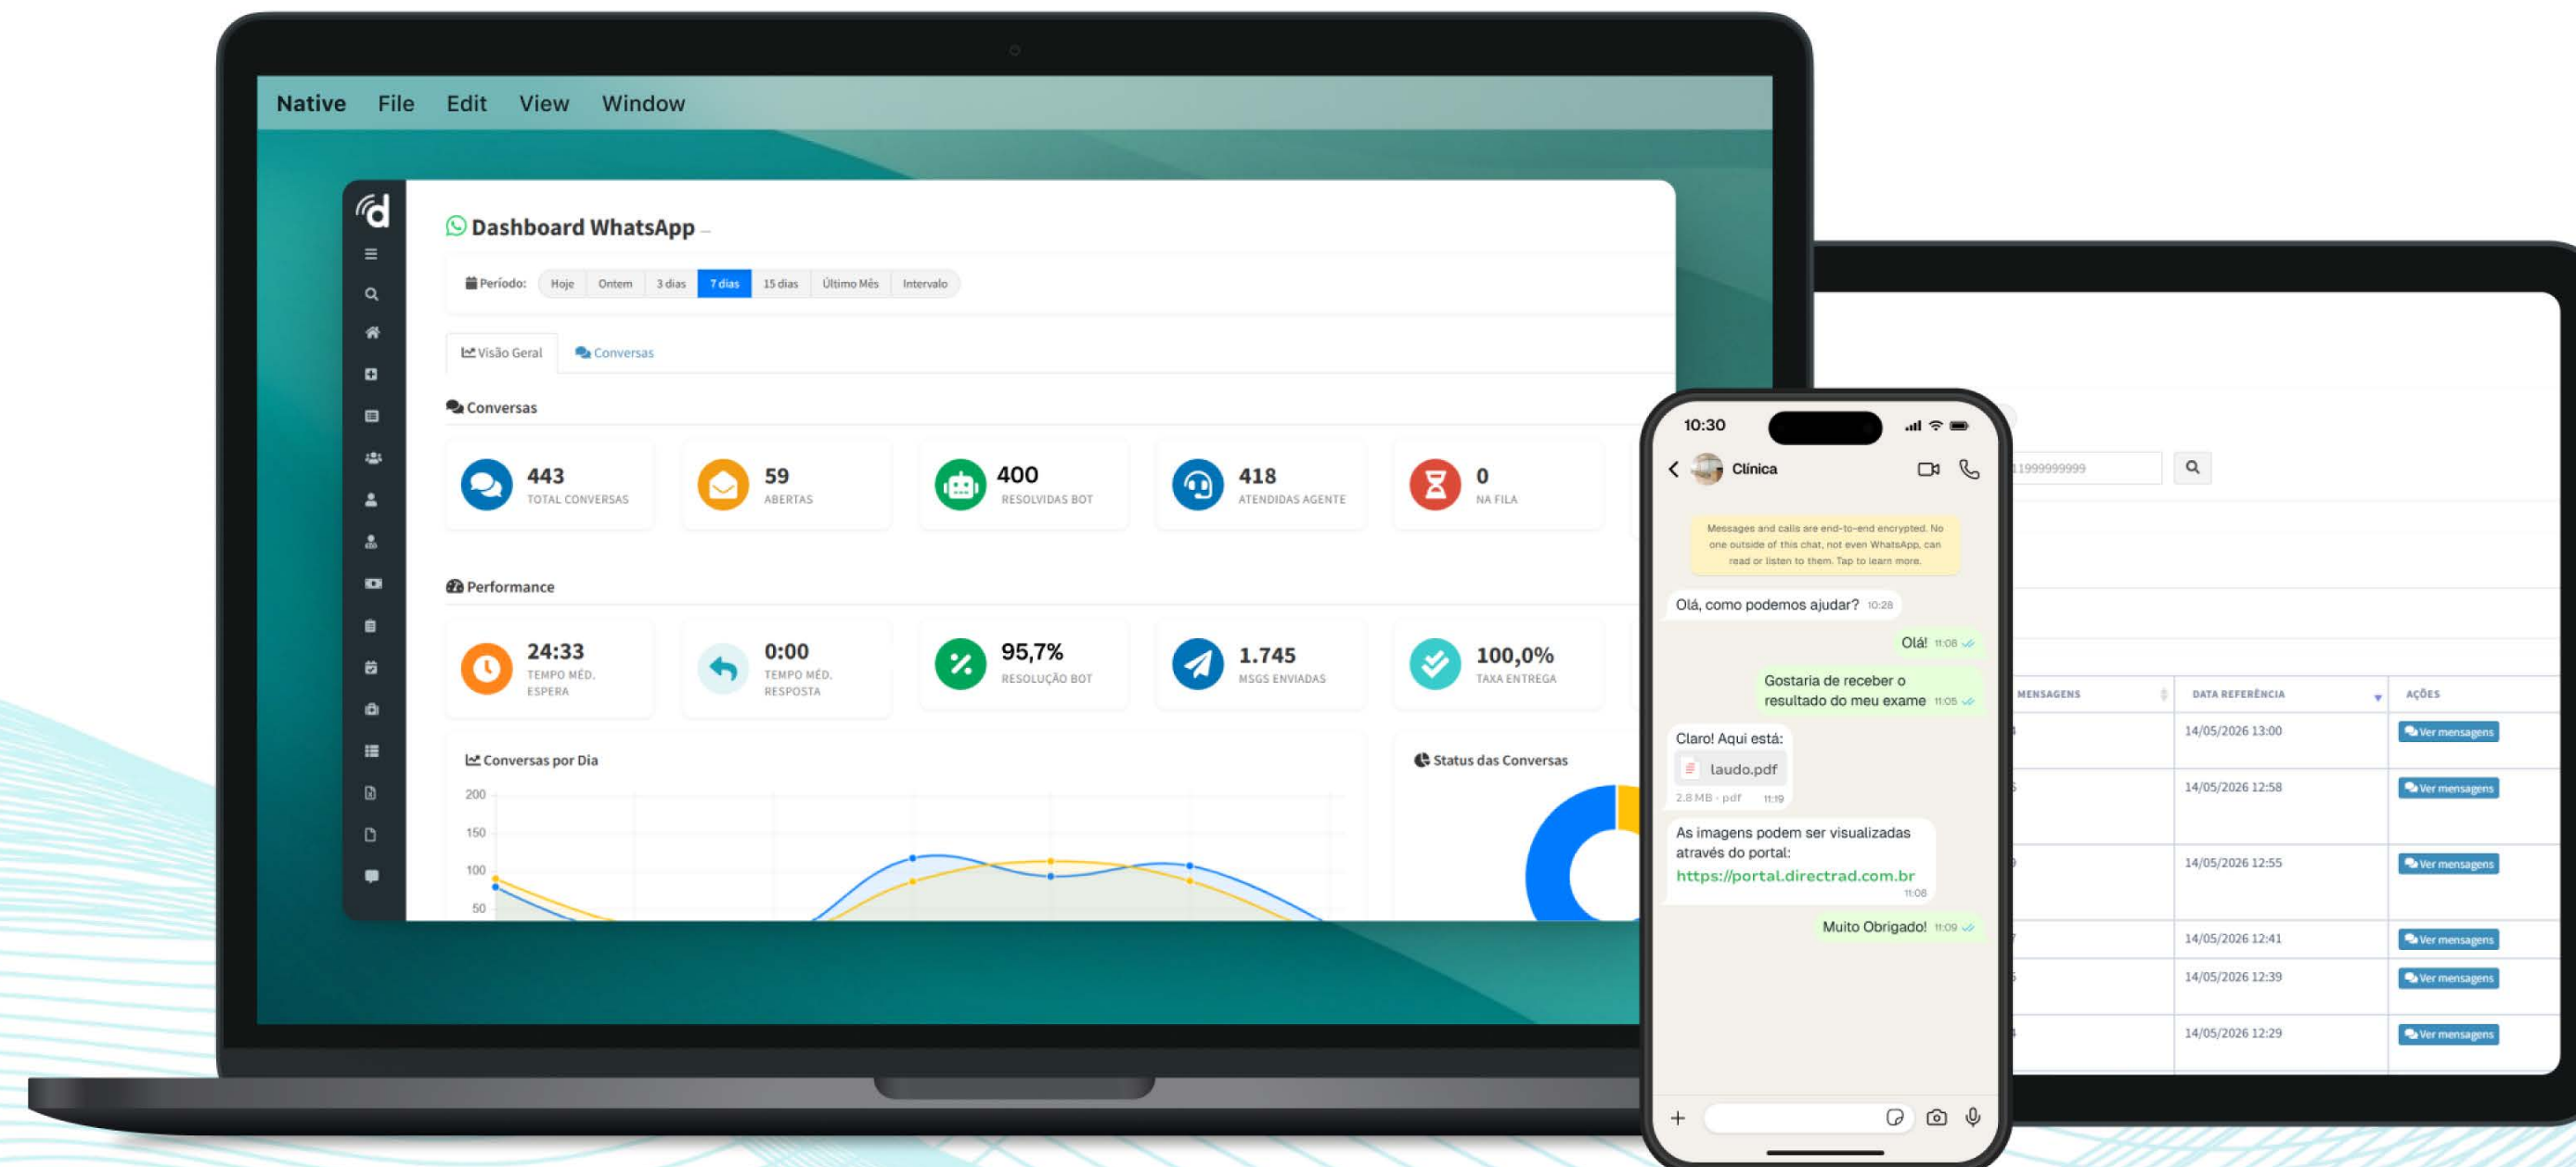 Native File Edit View Window
Dashboard WhatsApp –
Período: Hoje Ontem 3 dias 7 dias 15 dias Último Mês Intervalo
Visão Geral Conversas
Conversas
443
TOTAL CONVERSAS
59
ABERTAS
400
RESOLVIDAS BOT
418
ATENDIDAS AGENTE
0
NA FILA
Performance
24:33
TEMPO MÉD.
ESPERA
0:00
TEMPO MÉD.
RESPOSTA
95,7%
RESOLUÇÃO BOT
1.745
MSGS ENVIADAS
100,0%
TAXA ENTREGA
Conversas por Dia
200
150
100
50
Status das Conversas
10:30
Clínica
Messages and calls are end-to-end encrypted. No
one outside of this chat, not even WhatsApp, can
read or listen to them. Tap to learn more.
Olá, como podemos ajudar? 10:28
Olá! 11:08
Gostaria de receber o
resultado do meu exame 11:05
Claro! Aqui está:
laudo.pdf
2.8 MB · pdf 11:19
As imagens podem ser visualizadas
através do portal:
https://portal.directrad.com.br
11:08
Muito Obrigado! 11:09
11999999999
MENSAGENS DATA REFERÊNCIA AÇÕES
14/05/2026 13:00 Ver mensagens
14/05/2026 12:58 Ver mensagens
14/05/2026 12:55 Ver mensagens
14/05/2026 12:41 Ver mensagens
14/05/2026 12:39 Ver mensagens
14/05/2026 12:29 Ver mensagens